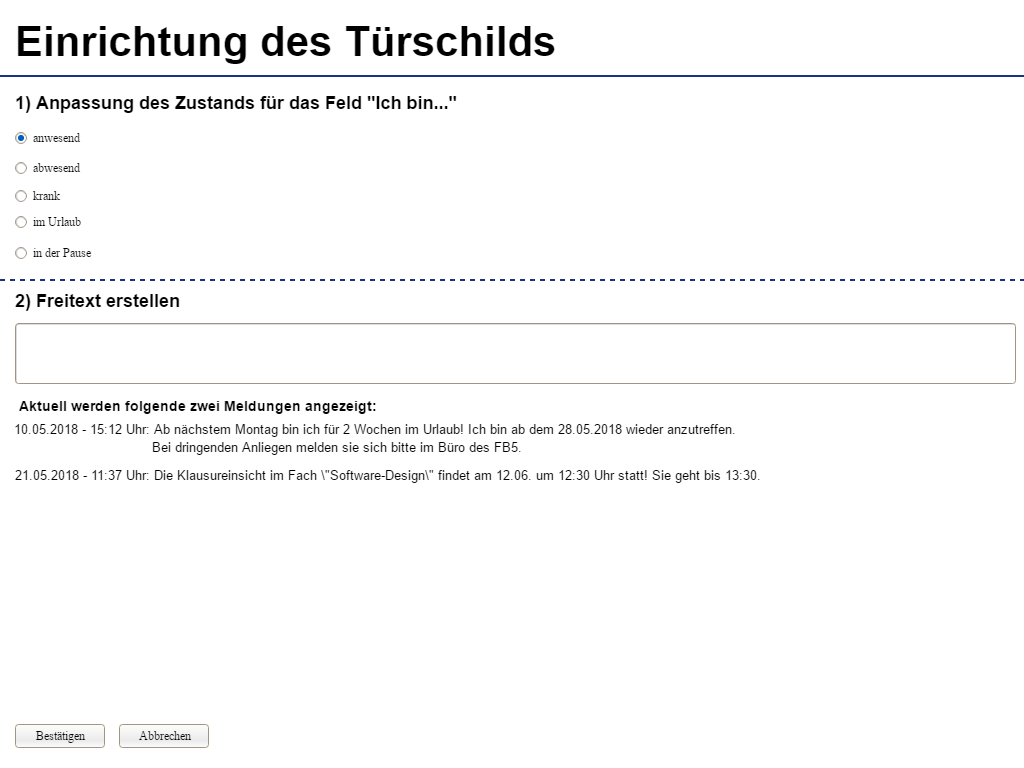 Einrichtung des Türschilds
1) Anpassung des Zustands für das Feld "Ich bin..."
anwesend
abwesend
krank
im Urlaub
in der Pause
2) Freitext erstellen
Aktuell werden folgende zwei Meldungen angezeigt:
10.05.2018 - 15:12 Uhr: Ab nächstem Montag bin ich für 2 Wochen im Urlaub! Ich bin ab dem 28.05.2018 wieder anzutreffen.
Bei dringenden Anliegen melden sie sich bitte im Büro des FB5.
21.05.2018 - 11:37 Uhr: Die Klausureinsicht im Fach \"Software-Design\" findet am 12.06. um 12:30 Uhr statt! Sie geht bis 13:30.
Bestätigen Abbrechen